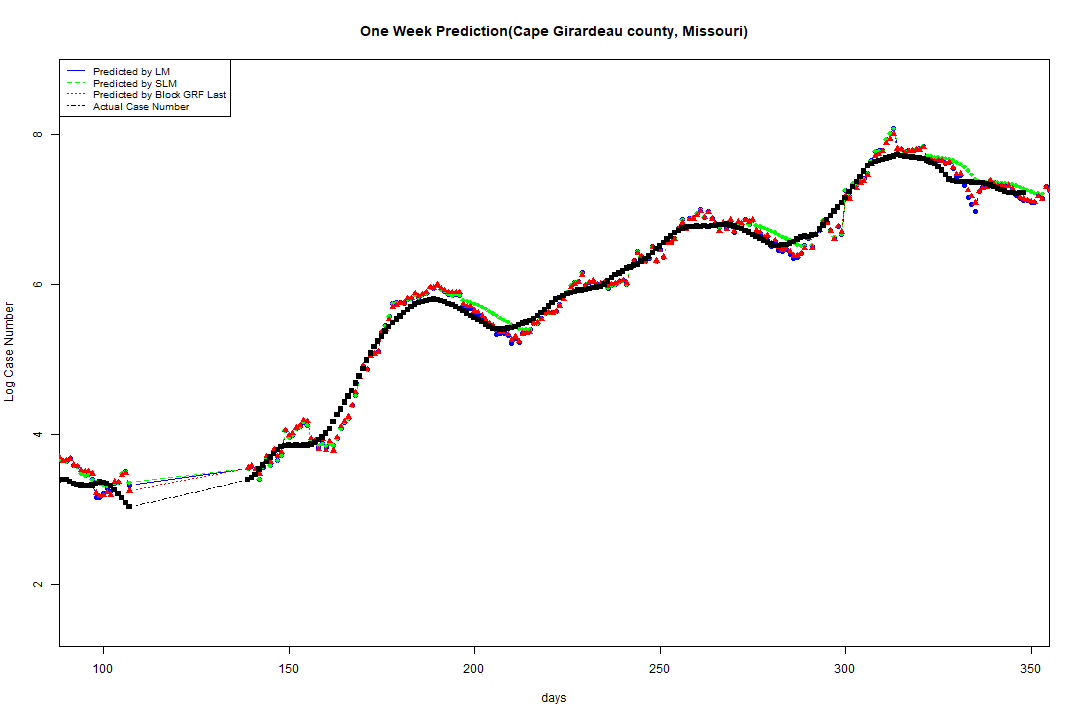 One Week Prediction(Cape Girardeau county, Missouri)
Predicted by LM
Predicted by SLM
Predicted by Block GRF Last
Actual Case Number
8
6
4
2
Log Case Number
100 150 200 250 300 350
days